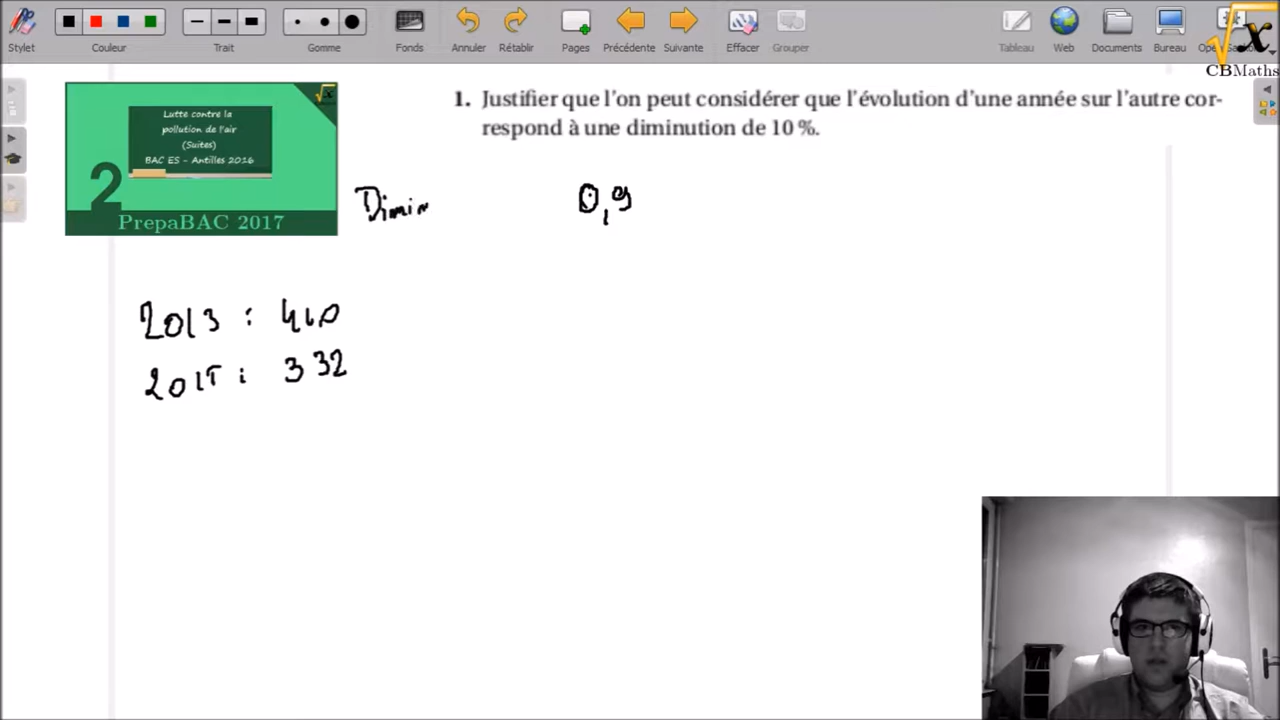 Stylet
Couleur
Trait
Gomme
Fonds
Annuler
Rétablir
Pages
Précédente
Suivante
Effacer
Grouper
Tableau
Web
Documents
Bureau
√x
CBMaths
Lutte contre la
pollution de l'air
(Suites)
BAC ES - Antilles 2016
2
PrepaBAC 2017
1. Justifier que l'on peut considérer que l'évolution d'une année sur l'autre cor-
respond à une diminution de 10 %.
Dimin 0,9
2013 : 410
2015 : 332